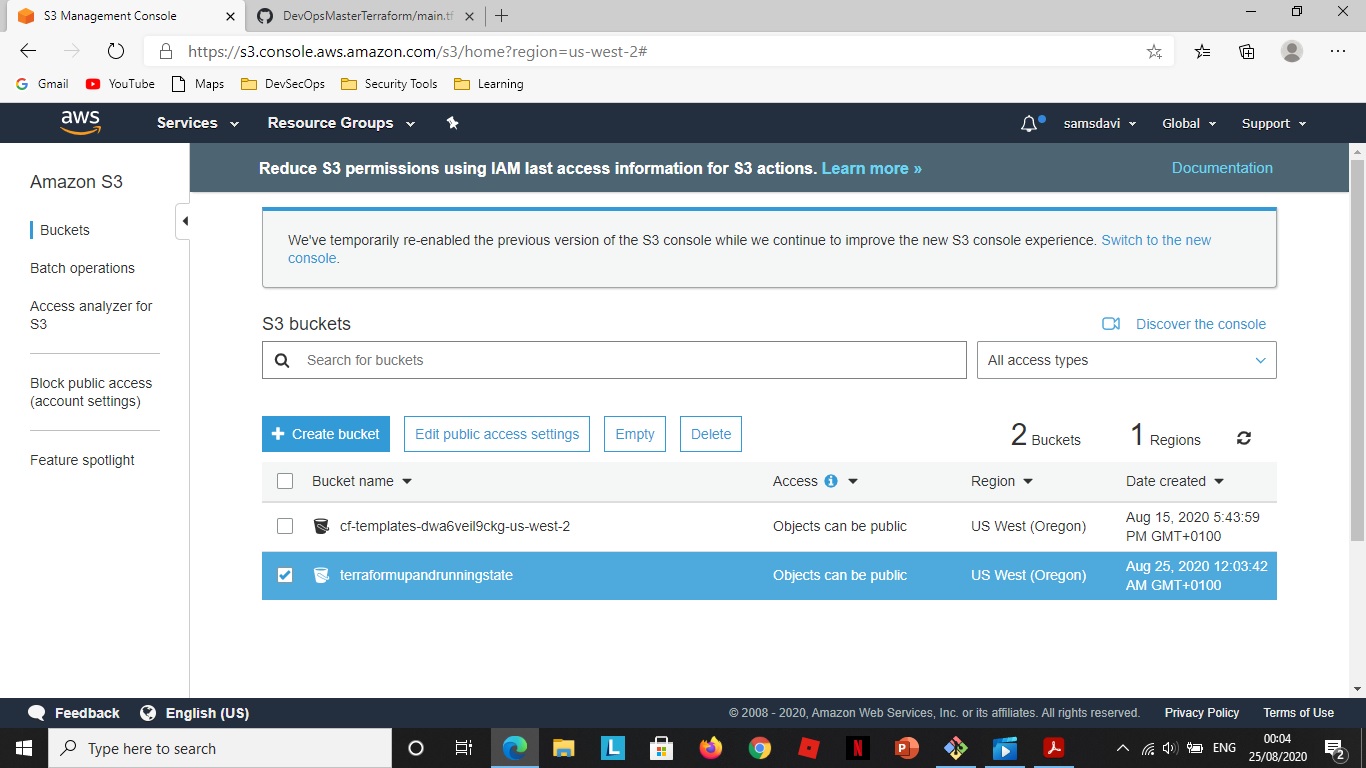 S3 Management Console
DevOpsMasterTerraform/main.tf
https://s3.console.aws.amazon.com/s3/home?region=us-west-2#
Gmail YouTube Maps DevSecOps Security Tools Learning
aws Services Resource Groups samsdavi Global Support
Amazon S3
Buckets
Batch operations
Access analyzer for
S3
Block public access
(account settings)
Feature spotlight
Reduce S3 permissions using IAM last access information for S3 actions. Learn more » Documentation
We've temporarily re-enabled the previous version of the S3 console while we continue to improve the new S3 console experience. Switch to the new
console.
S3 buckets Discover the console
Search for buckets All access types
+ Create bucket Edit public access settings Empty Delete 2 Buckets 1 Regions
Bucket name Access Region Date created
cf-templates-dwa6veil9ckg-us-west-2 Objects can be public US West (Oregon) Aug 15, 2020 5:43:59
PM GMT+0100
terraformupandrunningstate Objects can be public US West (Oregon) Aug 25, 2020 12:03:42
AM GMT+0100
Feedback English (US) © 2008 - 2020, Amazon Web Services, Inc. or its affiliates. All rights reserved. Privacy Policy Terms of Use
Type here to search L N P ENG 00:04
25/08/2020 2